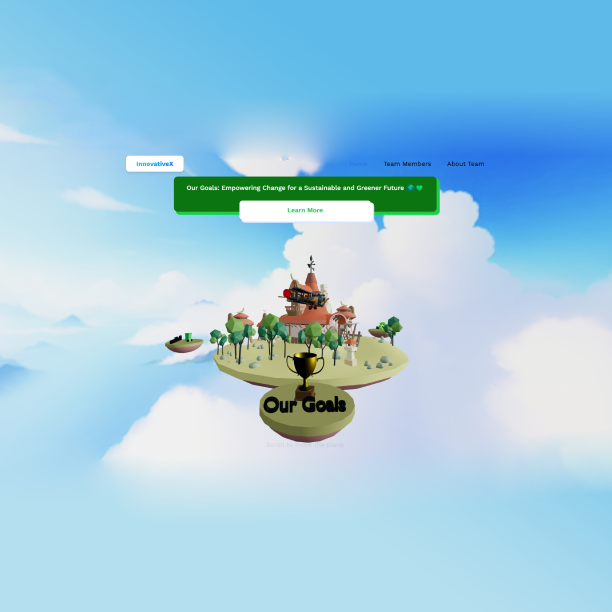 InnovativeX
Home Team Members About Team
Our Goals: Empowering Change for a Sustainable and Greener Future
Learn More
Our Goals